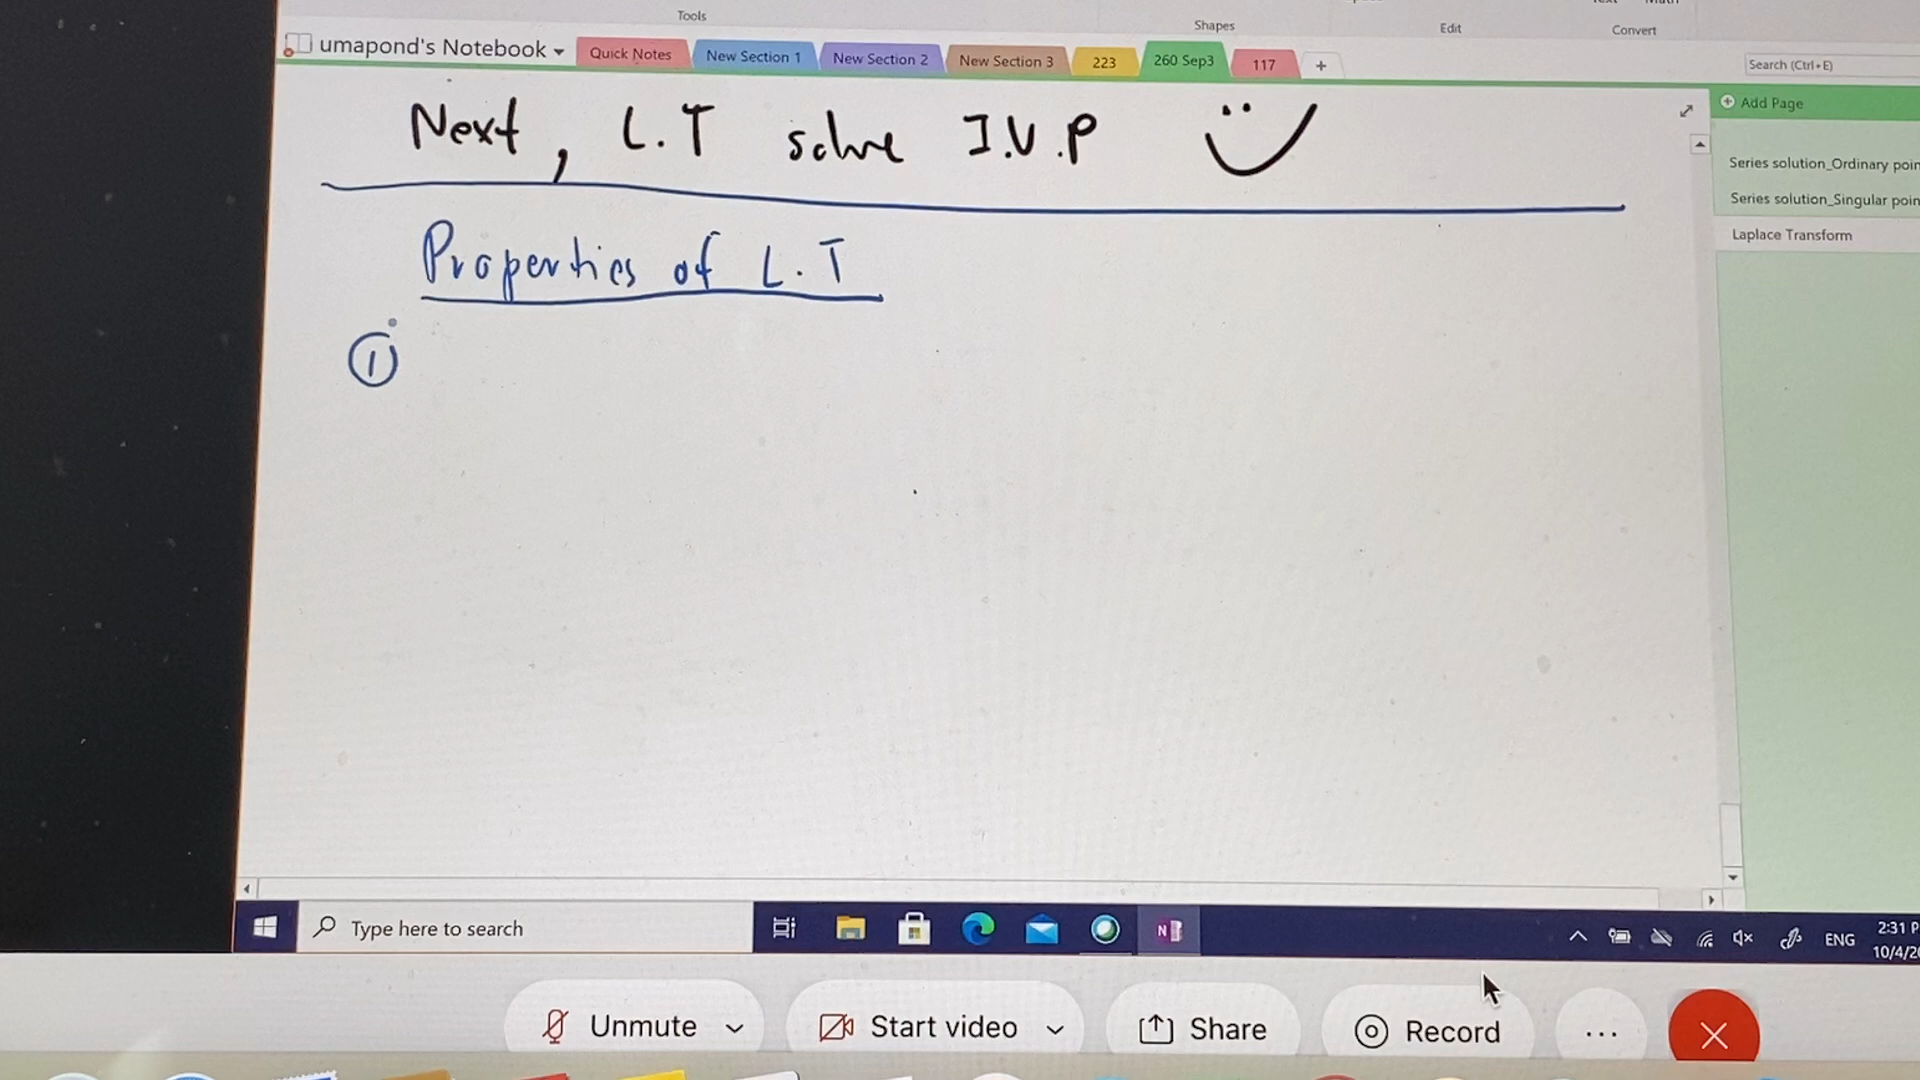 Tools
Shapes
Edit
Convert
umapond's Notebook
Quick Notes
New Section 1
New Section 2
New Section 3
223
260 Sep3
117
+
Search (Ctrl+E)
Next, L.T solve I.V.P
Add Page
Series solution_Ordinary poin
Series solution_Singular poin
Laplace Transform
Properties of L.T
1
Type here to search
N
ENG
2:31 P
10/4/20
Unmute
Start video
Share
Record